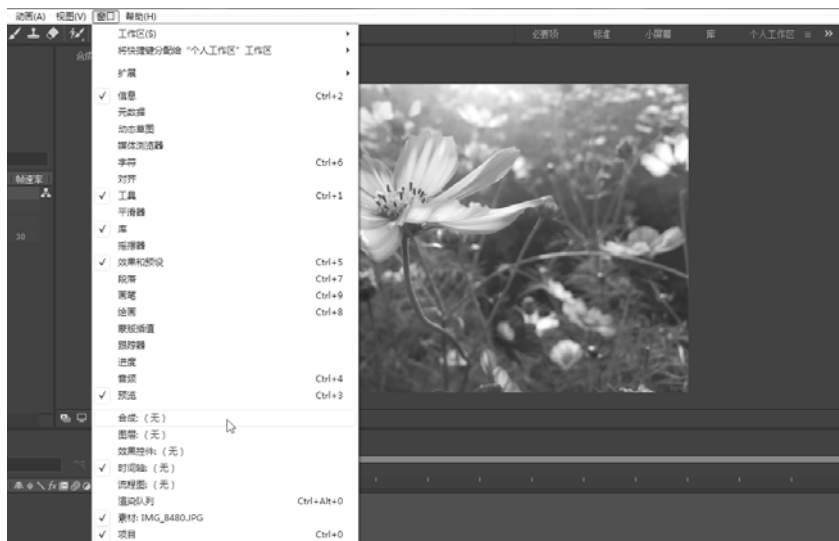 动画(A) 视图(V) 窗口 帮助(H)
必要项 标准 小屏幕 库 个人工作区
合成
帧速率
30
工作区(S)
将快捷键分配给“个人工作区”工作区
扩展
信息 Ctrl+2
元数据
动态草图
媒体浏览器
字符 Ctrl+6
对齐
工具 Ctrl+1
平滑器
库
摇摆器
效果和预设 Ctrl+5
段落 Ctrl+7
画笔 Ctrl+9
绘画 Ctrl+8
蒙版插值
跟踪器
进度
音频 Ctrl+4
预览 Ctrl+3
合成: (无)
图层: (无)
效果控件: (无)
时间轴: (无)
流程图: (无)
渲染队列 Ctrl+Alt+0
素材: IMG_8480.JPG
项目 Ctrl+0